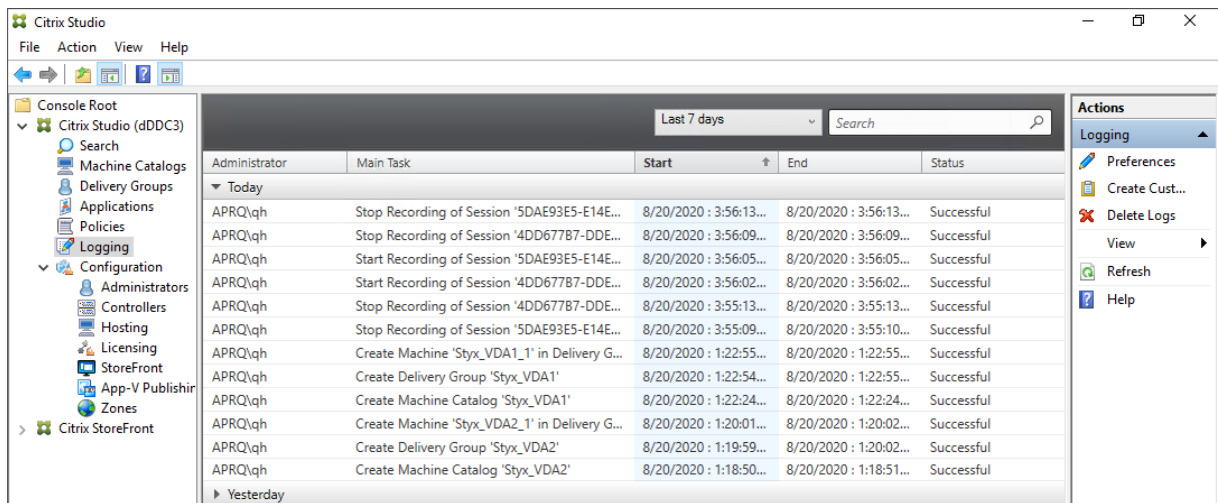 Citrix Studio
File Action View Help
Console Root
Citrix Studio (dDDC3)
Search
Machine Catalogs
Delivery Groups
Applications
Policies
Logging
Configuration
Administrators
Controllers
Hosting
Licensing
StoreFront
App-V Publishin
Zones
Citrix StoreFront
Last 7 days
Search
Administrator Main Task Start End Status
Today
APRQ\qh Stop Recording of Session '5DAE93E5-E14E... 8/20/2020 : 3:56:13... 8/20/2020 : 3:56:13... Successful
APRQ\qh Stop Recording of Session '4DD677B7-DDE... 8/20/2020 : 3:56:09... 8/20/2020 : 3:56:09... Successful
APRQ\qh Start Recording of Session '5DAE93E5-E14E... 8/20/2020 : 3:56:05... 8/20/2020 : 3:56:05... Successful
APRQ\qh Start Recording of Session '4DD677B7-DDE... 8/20/2020 : 3:56:02... 8/20/2020 : 3:56:02... Successful
APRQ\qh Stop Recording of Session '4DD677B7-DDE... 8/20/2020 : 3:55:13... 8/20/2020 : 3:55:13... Successful
APRQ\qh Stop Recording of Session '5DAE93E5-E14E... 8/20/2020 : 3:55:09... 8/20/2020 : 3:55:10... Successful
APRQ\qh Create Machine 'Styx_VDA1_1' in Delivery G... 8/20/2020 : 1:22:55... 8/20/2020 : 1:22:55... Successful
APRQ\qh Create Delivery Group 'Styx_VDA1' 8/20/2020 : 1:22:54... 8/20/2020 : 1:22:55... Successful
APRQ\qh Create Machine Catalog 'Styx_VDA1' 8/20/2020 : 1:22:24... 8/20/2020 : 1:22:24... Successful
APRQ\qh Create Machine 'Styx_VDA2_1' in Delivery G... 8/20/2020 : 1:20:01... 8/20/2020 : 1:20:02... Successful
APRQ\qh Create Delivery Group 'Styx_VDA2' 8/20/2020 : 1:19:59... 8/20/2020 : 1:20:02... Successful
APRQ\qh Create Machine Catalog 'Styx_VDA2' 8/20/2020 : 1:18:50... 8/20/2020 : 1:18:51... Successful
Yesterday
Actions
Logging
Preferences
Create Cust...
Delete Logs
View
Refresh
Help